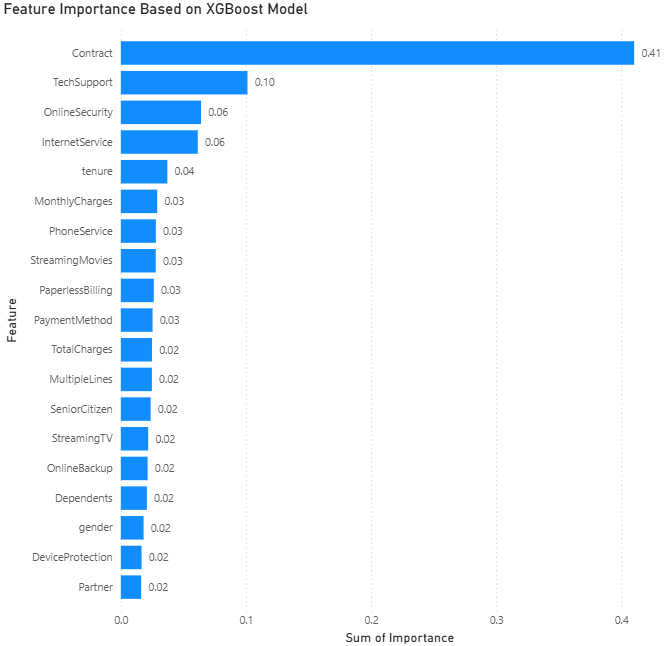 Feature Importance Based on XGBoost Model
Contract 0.41
TechSupport 0.10
OnlineSecurity 0.06
InternetService 0.06
tenure 0.04
MonthlyCharges 0.03
PhoneService 0.03
StreamingMovies 0.03
PaperlessBilling 0.03
PaymentMethod 0.03
TotalCharges 0.02
MultipleLines 0.02
SeniorCitizen 0.02
StreamingTV 0.02
OnlineBackup 0.02
Dependents 0.02
gender 0.02
DeviceProtection 0.02
Partner 0.02
Feature
0.0 0.1 0.2 0.3 0.4
Sum of Importance